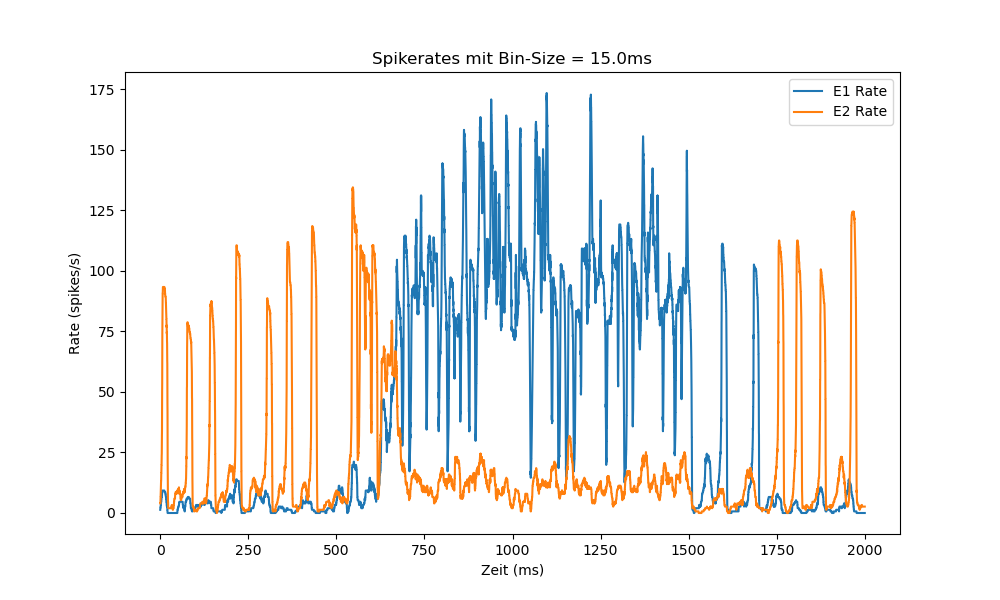 Spikerates mit Bin-Size = 15.0ms
E1 Rate
E2 Rate
175
150
125
100
75
50
25
0
Rate (spikes/s)
0 250 500 750 1000 1250 1500 1750 2000
Zeit (ms)